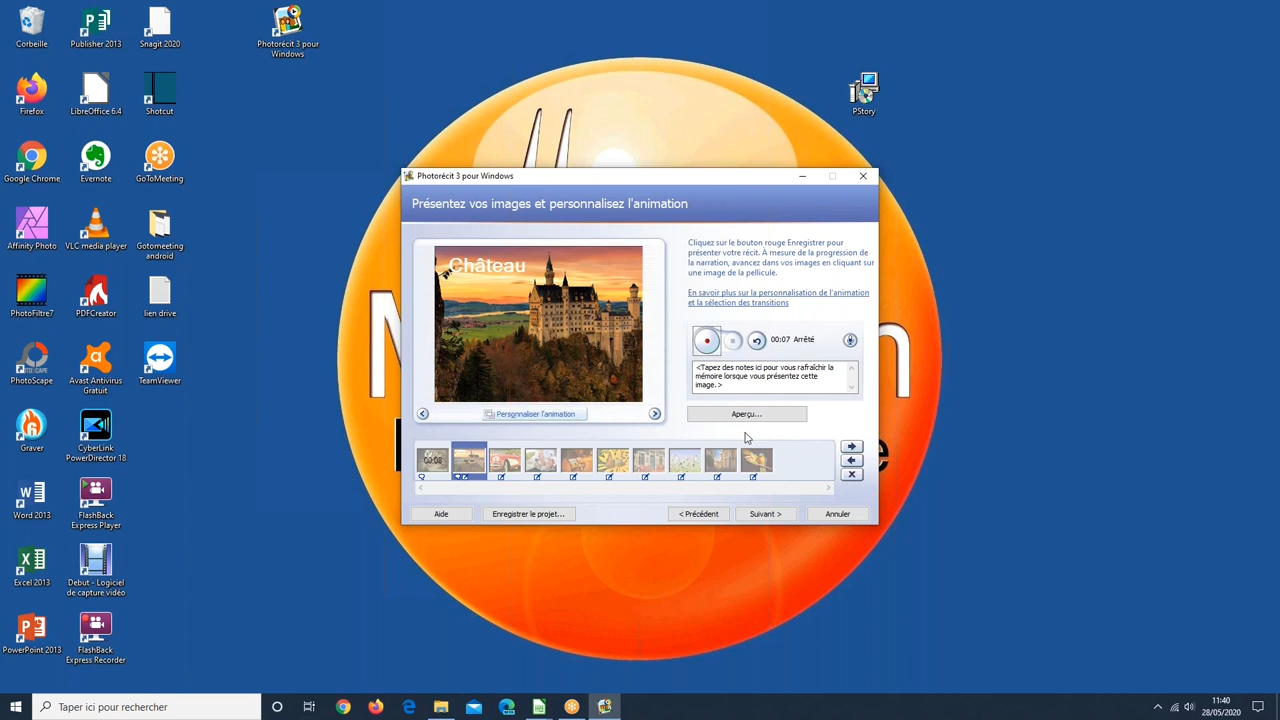 Corbeille
Publisher 2013
Snagit 2020
Photorécit 3 pour
Windows
Firefox
LibreOffice 6.4
Shotcut
PStory
Google Chrome
Evernote
GoToMeeting
Affinity Photo
VLC media player
Gotomeeting
android
PhotoFiltre7
PDFCreator
lien drive
PhotoScape
Avast Antivirus
Gratuit
TeamViewer
Graver
CyberLink
PowerDirector 18
Word 2013
FlashBack
Express Player
Excel 2013
Debut - Logiciel
de capture vidéo
PowerPoint 2013
FlashBack
Express Recorder
Photorécit 3 pour Windows
Présentez vos images et personnalisez l'animation
Château
Cliquez sur le bouton rouge Enregistrer pour
présenter votre récit. À mesure de la progression de
la narration, avancez dans vos images en cliquant sur
une image de la pellicule.
En savoir plus sur la personnalisation de l'animation
et la sélection des transitions
00:07 Arrêté
<Tapez des notes ici pour vous rafraîchir la
mémoire lorsque vous présentez cette
image.>
Personnaliser l'animation
Aperçu...
00:08
Aide
Enregistrer le projet...
< Précédent
Suivant >
Annuler
Taper ici pour rechercher
11:40
28/05/2020